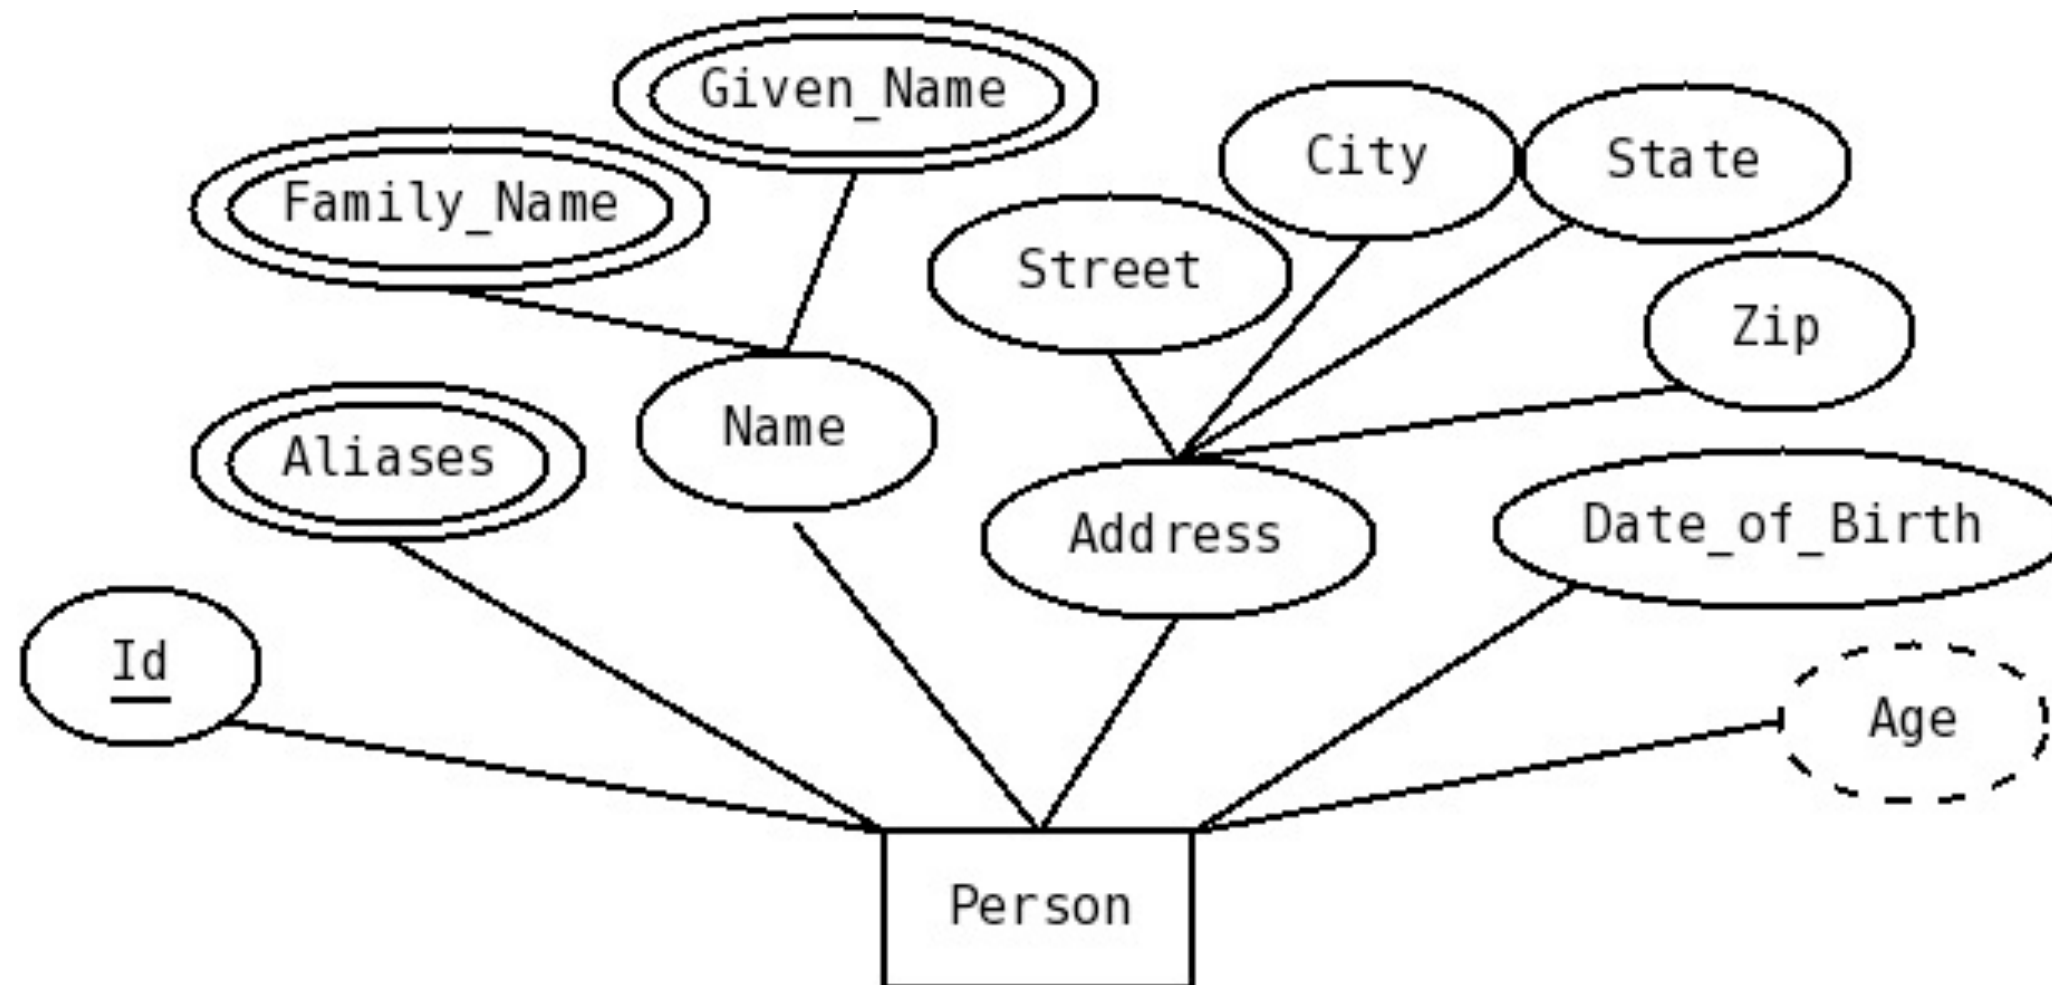 Given_Name
Family_Name
City
State
Street
Zip
Name
Aliases
Address
Date_of_Birth
Id
Age
Person